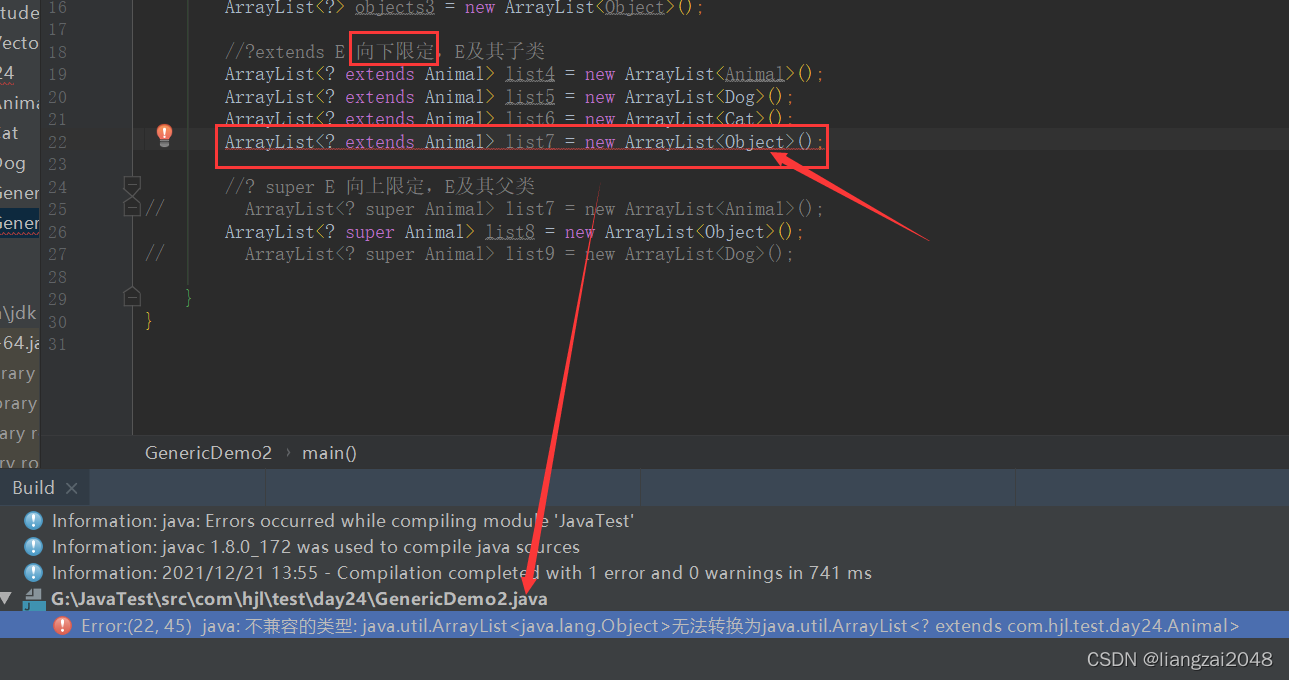 tude
Vecto
24
Anima
Cat
Dog
Gener
Gener
n\jdk
-64.ja
rary
brary
ary r
ry ro
16 ArrayList<?> objects3 = new ArrayList<Object>();
17
18 //?extends E 向下限定，E及其子类
19 ArrayList<? extends Animal> list4 = new ArrayList<Animal>();
20 ArrayList<? extends Animal> list5 = new ArrayList<Dog>();
21 ArrayList<? extends Animal> list6 = new ArrayList<Cat>();
22 ArrayList<? extends Animal> list7 = new ArrayList<Object>();
23
24 //? super E 向上限定，E及其父类
25 // ArrayList<? super Animal> list7 = new ArrayList<Animal>();
26 ArrayList<? super Animal> list8 = new ArrayList<Object>();
27 // ArrayList<? super Animal> list9 = new ArrayList<Dog>();
28
29 }
30 }
31
GenericDemo2 › main()
Build ×
Information: java: Errors occurred while compiling module 'JavaTest'
Information: javac 1.8.0_172 was used to compile java sources
Information: 2021/12/21 13:55 - Compilation completed with 1 error and 0 warnings in 741 ms
G:\JavaTest\src\com\hjl\test\day24\GenericDemo2.java
Error:(22, 45) java: 不兼容的类型: java.util.ArrayList<java.lang.Object>无法转换为java.util.ArrayList<? extends com.hjl.test.day24.Animal>
CSDN @liangzai2048